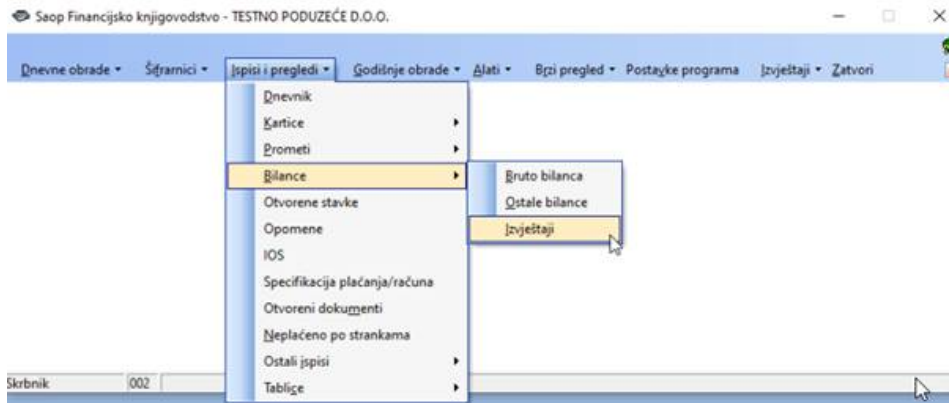 Saop Financijsko knjigovodstvo - TESTNO PODUZEĆE D.O.O.
Dnevne obrade Šifrarnici Ispisi i pregledi Godišnje obrade Alati Brzi pregled Postavke programa Izvještaji Zatvori
Dnevnik
Kartice
Prometi
Bilance
Otvorene stavke
Opomene
IOS
Specifikacija plaćanja/računa
Otvoreni dokumenti
Neplaćeno po strankama
Ostali ispisi
Tablice
Bruto bilanca
Ostale bilance
Izvještaji
Skrbnik 002